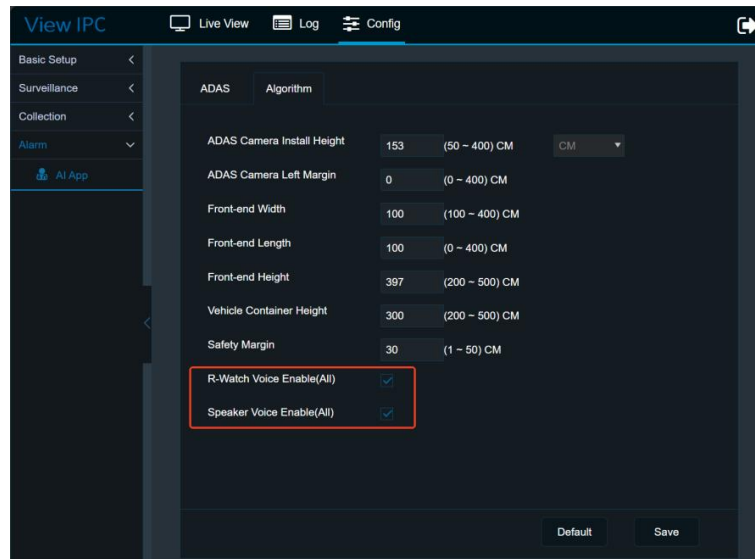 View IPC
Live View Log Config
Basic Setup
Surveillance
Collection
Alarm
AI App
ADAS Algorithm
ADAS Camera Install Height 153 (50 ~ 400) CM CM
ADAS Camera Left Margin 0 (0 ~ 400) CM
Front-end Width 100 (100 ~ 400) CM
Front-end Length 100 (0 ~ 400) CM
Front-end Height 397 (200 ~ 500) CM
Vehicle Container Height 300 (200 ~ 500) CM
Safety Margin 30 (1 ~ 50) CM
R-Watch Voice Enable(All)
Speaker Voice Enable(All)
Default Save